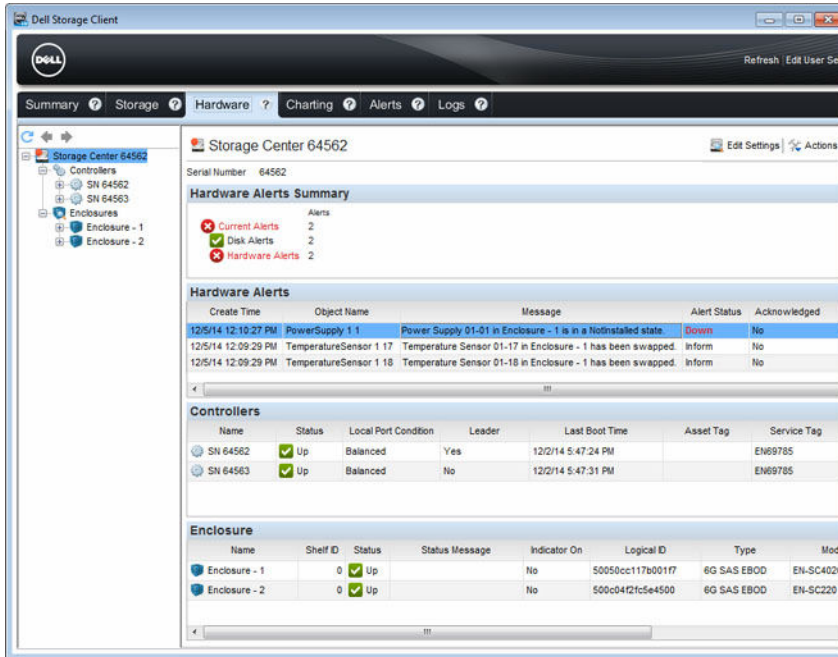 Dell Storage Client
DELL
Refresh Edit User Se
Summary ? Storage ? Hardware ? Charting ? Alerts ? Logs ?
Storage Center 64562
Controllers
SN 64562
SN 64563
Enclosures
Enclosure - 1
Enclosure - 2
Storage Center 64562 Edit Settings Actions
Serial Number 64562
Hardware Alerts Summary
Alerts
Current Alerts 2
Disk Alerts 2
Hardware Alerts 2
Hardware Alerts
Create Time Object Name Message Alert Status Acknowledged
12/5/14 12:10:27 PM PowerSupply 1 1 Power Supply 01-01 in Enclosure - 1 is in a NotInstalled state. Down No
12/5/14 12:09:29 PM TemperatureSensor 1 17 Temperature Sensor 01-17 in Enclosure - 1 has been swapped. Inform No
12/5/14 12:09:29 PM TemperatureSensor 1 18 Temperature Sensor 01-18 in Enclosure - 1 has been swapped. Inform No
Controllers
Name Status Local Port Condition Leader Last Boot Time Asset Tag Service Tag
SN 64562 Up Balanced Yes 12/2/14 5:47:24 PM EN69785
SN 64563 Up Balanced No 12/2/14 5:47:31 PM EN69785
Enclosure
Name Shelf ID Status Status Message Indicator On Logical ID Type Mod
Enclosure - 1 0 Up No 50050cc117b001f7 6G SAS EBOD EN-SC402
Enclosure - 2 0 Up No 500c04f2fc5e4500 6G SAS EBOD EN-SC220